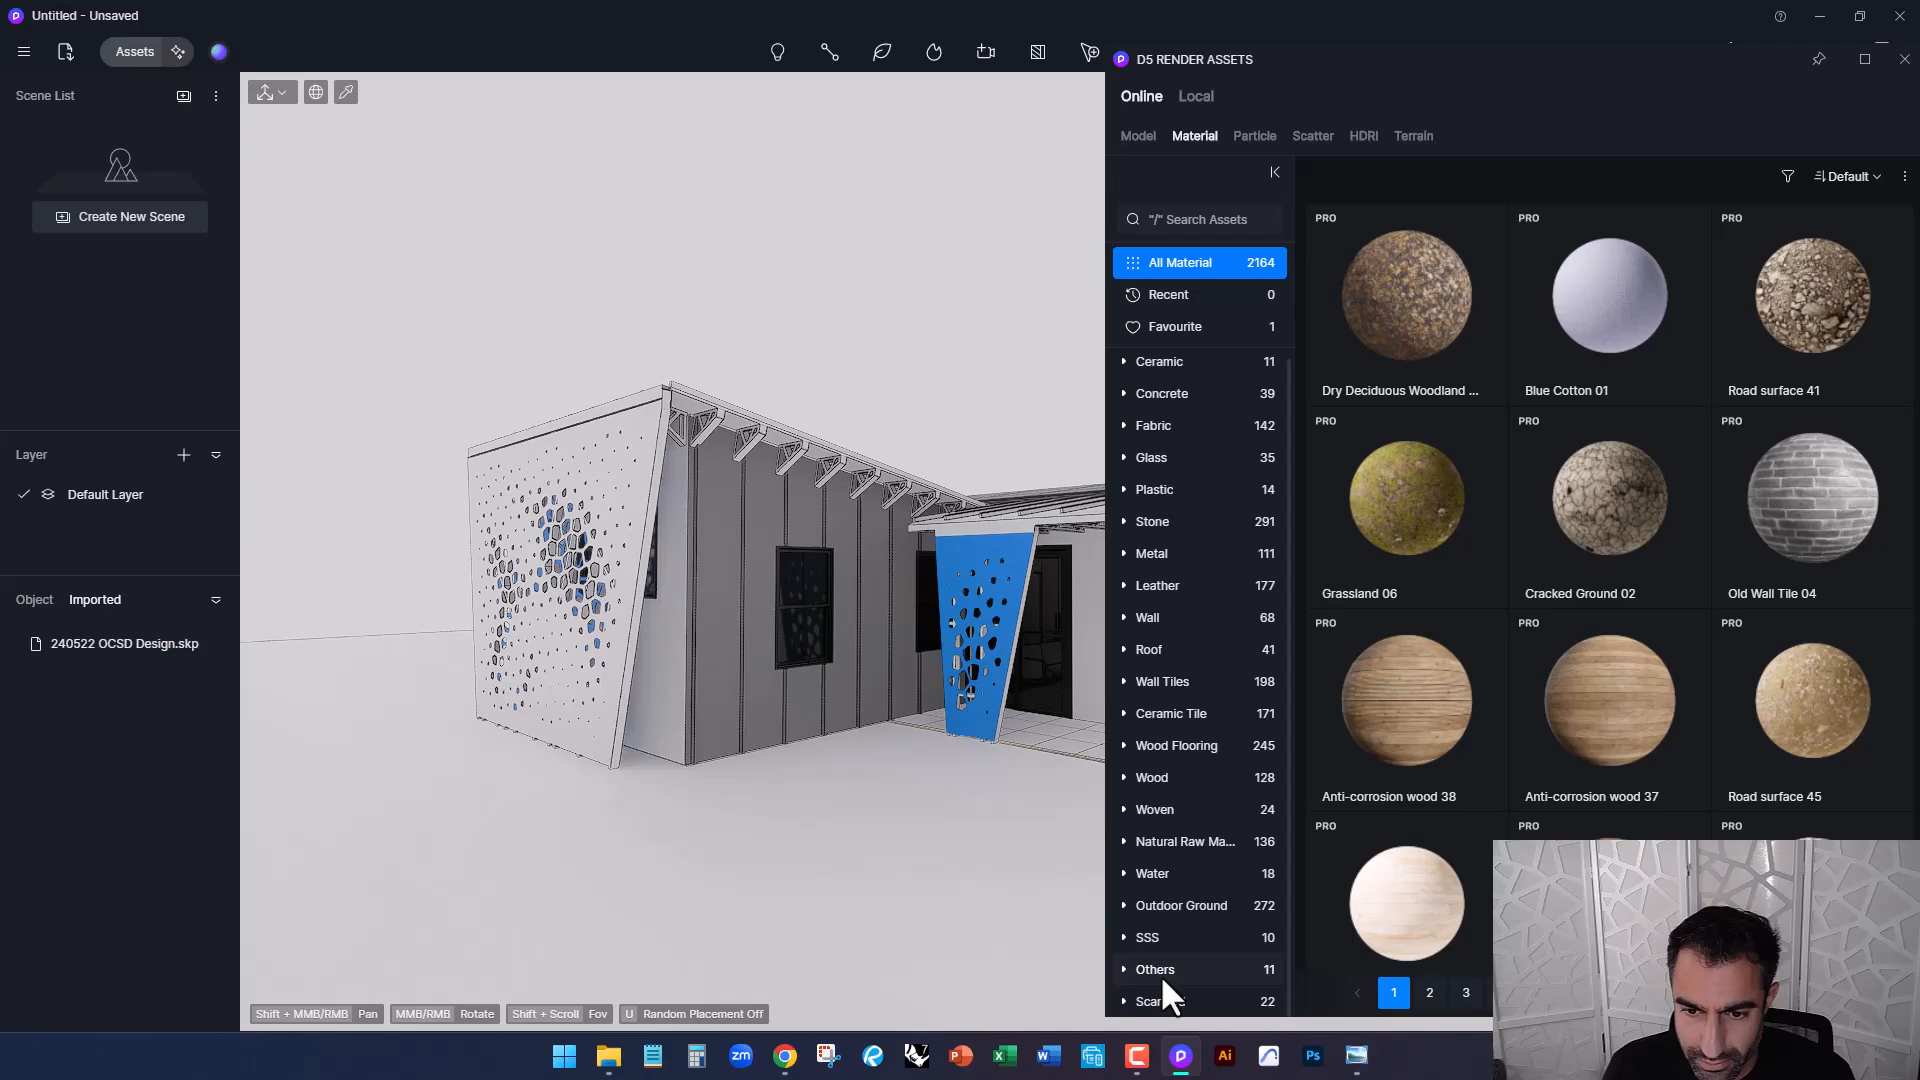 Untitled - Unsaved
Assets
D5 RENDER ASSETS
Scene List
Online Local
Model Material Particle Scatter HDRI Terrain
Default
Create New Scene
"/" Search Assets
All Material 2164
Recent 0
Favourite 1
Ceramic 11
Concrete 39
Fabric 142
Glass 35
Plastic 14
Stone 291
Metal 111
Leather 177
Wall 68
Roof 41
Wall Tiles 198
Ceramic Tile 171
Wood Flooring 245
Wood 128
Woven 24
Natural Raw Ma... 136
Water 18
Outdoor Ground 272
SSS 10
Others 11
22
PRO PRO PRO
Dry Deciduous Woodland ... Blue Cotton 01 Road surface 41
PRO PRO PRO
Grassland 06 Cracked Ground 02 Old Wall Tile 04
PRO PRO PRO
Anti-corrosion wood 38 Anti-corrosion wood 37 Road surface 45
PRO PRO PRO
1 2 3
Layer
Default Layer
Object Imported
240522 OCSD Design.skp
Shift + MMB/RMB Pan MMB/RMB Rotate Shift + Scroll Fov U Random Placement Off
zm
7
P
X
W
C
Ai
Ps